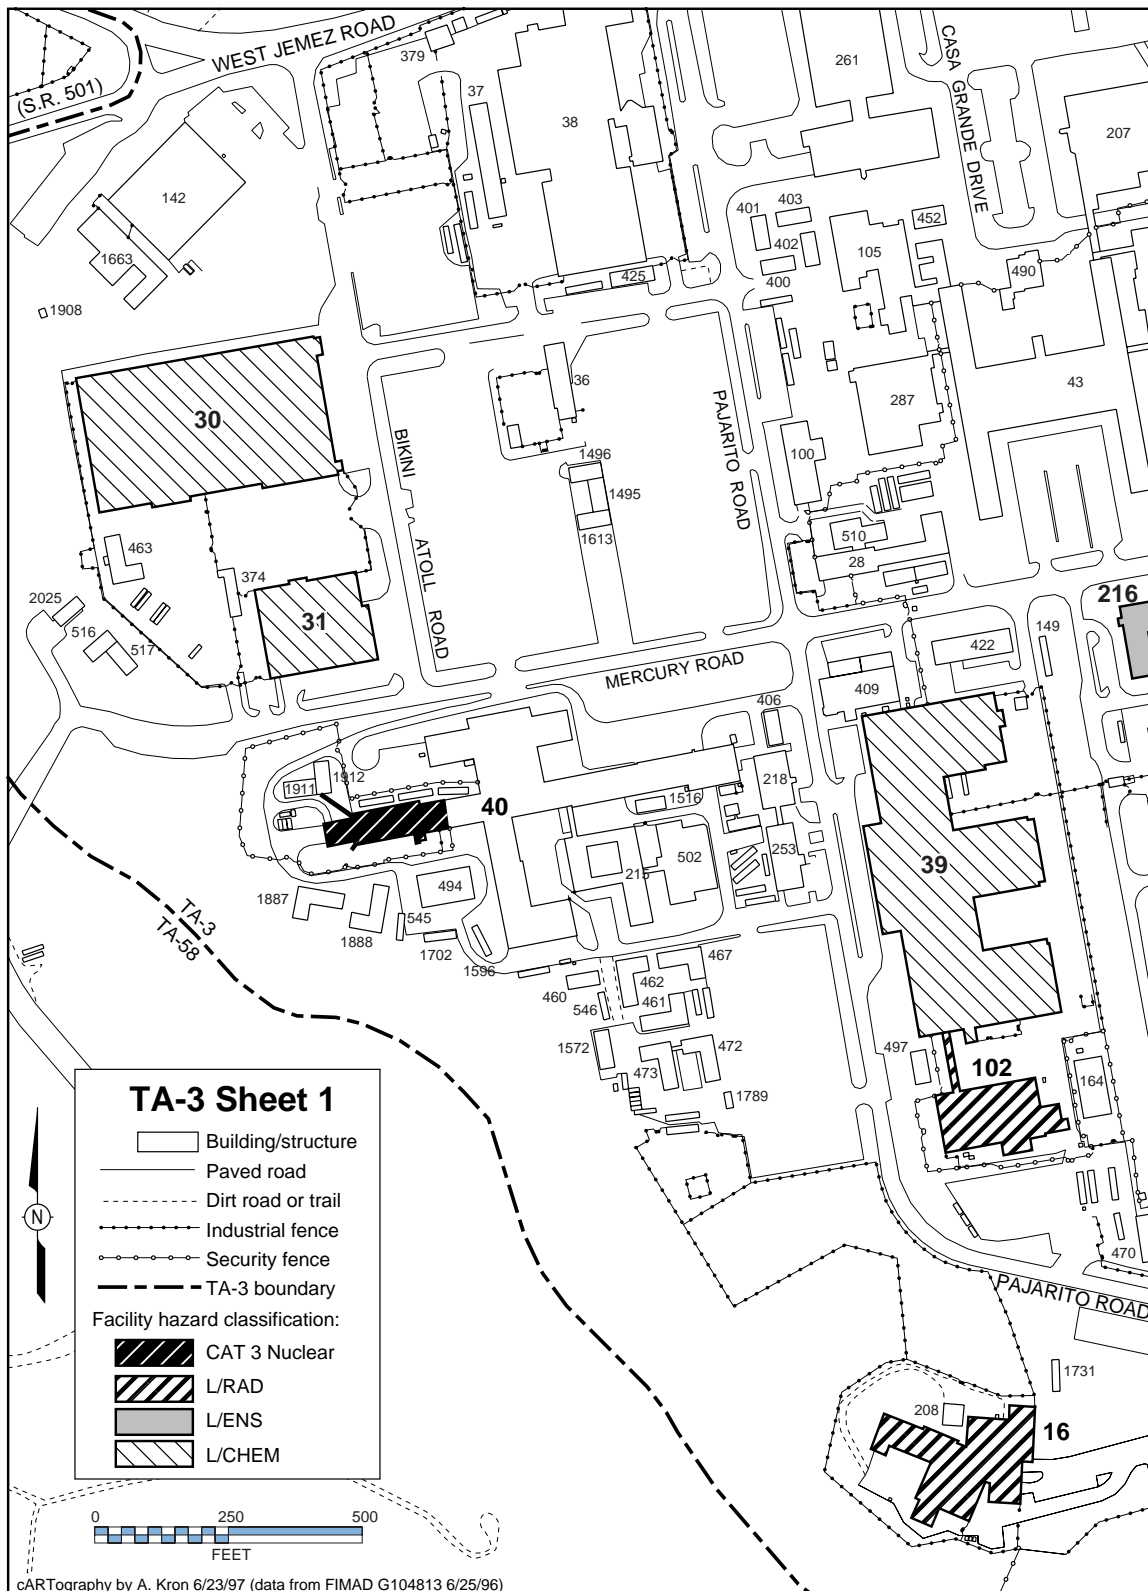 WEST JEMEZ ROAD
(S.R. 501)
379
37
38
261
CASA GRANDE DRIVE
207
142
1663
1908
401
403
402
400
452
105
490
425
36
30
BIKINI ATOLL ROAD
PAJARITO ROAD
287
43
100
1496
1495
1613
510
28
463
374
2025
516
517
31
216
149
422
MERCURY ROAD
409
406
1912
1911
40
218
1516
502
215
253
39
494
1887
1888
545
1702
1596
TA-3
TA-58
467
462
460
461
546
1572
473
472
1789
497
102
164
470
PAJARITO ROAD
1731
208
16
TA-3 Sheet 1
Building/structure
Paved road
Dirt road or trail
Industrial fence
Security fence
TA-3 boundary
Facility hazard classification:
CAT 3 Nuclear
L/RAD
L/ENS
L/CHEM
N
0 250 500
FEET
cARTography by A. Kron 6/23/97 (data from FIMAD G104813 6/25/96)